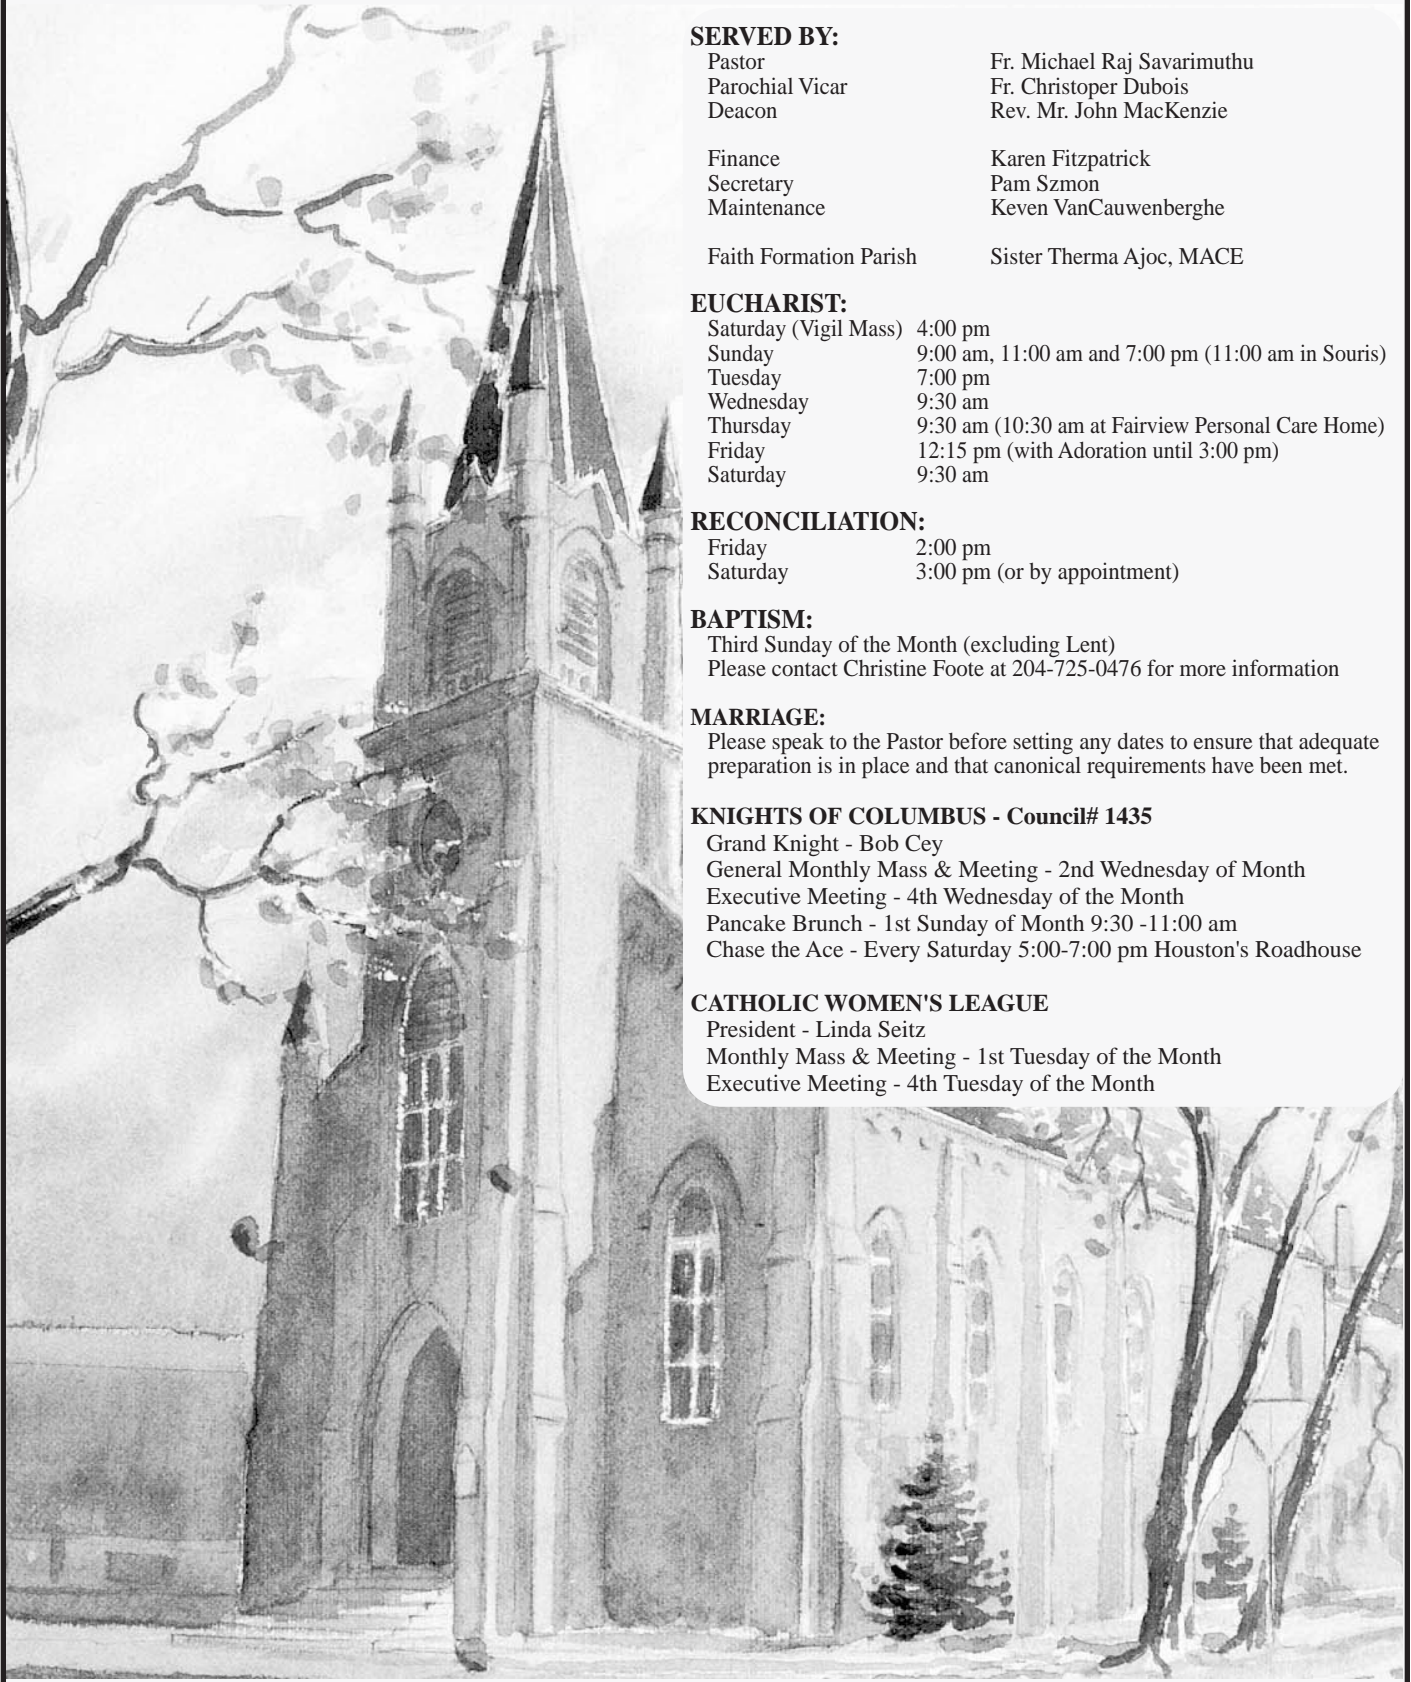 SERVED BY:
Pastor Fr. Michael Raj Savarimuthu
Parochial Vicar Fr. Christoper Dubois
Deacon Rev. Mr. John MacKenzie
Finance Karen Fitzpatrick
Secretary Pam Szmon
Maintenance Keven VanCauwenberghe
Faith Formation Parish Sister Therma Ajoc, MACE
EUCHARIST:
Saturday (Vigil Mass) 4:00 pm
Sunday 9:00 am, 11:00 am and 7:00 pm (11:00 am in Souris)
Tuesday 7:00 pm
Wednesday 9:30 am
Thursday 9:30 am (10:30 am at Fairview Personal Care Home)
Friday 12:15 pm (with Adoration until 3:00 pm)
Saturday 9:30 am
RECONCILIATION:
Friday 2:00 pm
Saturday 3:00 pm (or by appointment)
BAPTISM:
Third Sunday of the Month (excluding Lent)
Please contact Christine Foote at 204-725-0476 for more information
MARRIAGE:
Please speak to the Pastor before setting any dates to ensure that adequate
preparation is in place and that canonical requirements have been met.
KNIGHTS OF COLUMBUS - Council# 1435
Grand Knight - Bob Cey
General Monthly Mass & Meeting - 2nd Wednesday of Month
Executive Meeting - 4th Wednesday of the Month
Pancake Brunch - 1st Sunday of Month 9:30 -11:00 am
Chase the Ace - Every Saturday 5:00-7:00 pm Houston's Roadhouse
CATHOLIC WOMEN'S LEAGUE
President - Linda Seitz
Monthly Mass & Meeting - 1st Tuesday of the Month
Executive Meeting - 4th Tuesday of the Month